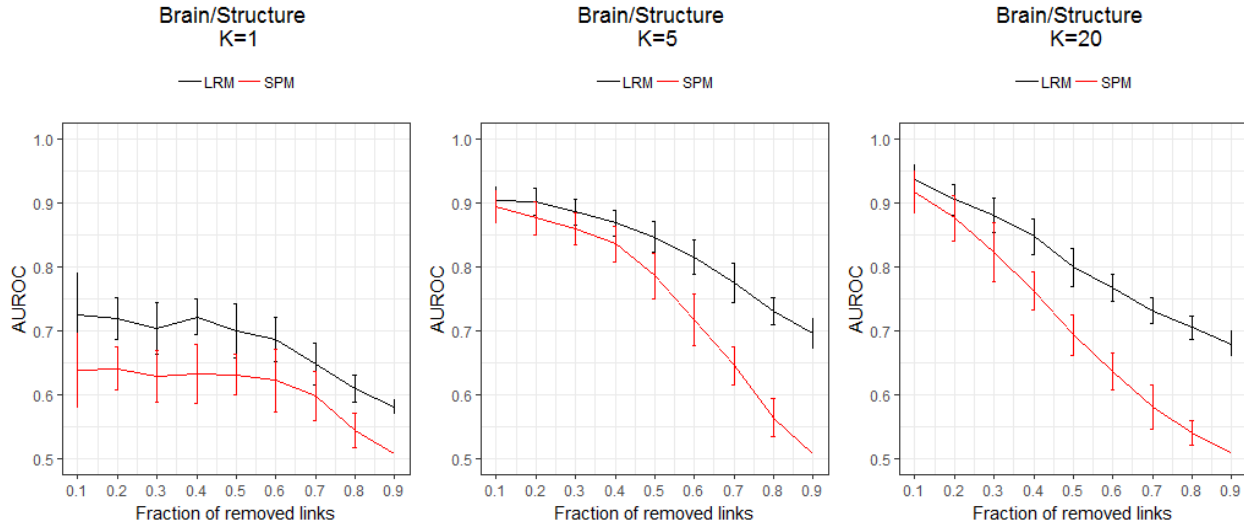 Brain/Structure
K=1
LRM SPM
AUROC
1.0
0.9
0.8
0.7
0.6
0.5
0.1 0.2 0.3 0.4 0.5 0.6 0.7 0.8 0.9
Fraction of removed links
Brain/Structure
K=5
LRM SPM
AUROC
1.0
0.9
0.8
0.7
0.6
0.5
0.1 0.2 0.3 0.4 0.5 0.6 0.7 0.8 0.9
Fraction of removed links
Brain/Structure
K=20
LRM SPM
AUROC
1.0
0.9
0.8
0.7
0.6
0.5
0.1 0.2 0.3 0.4 0.5 0.6 0.7 0.8 0.9
Fraction of removed links